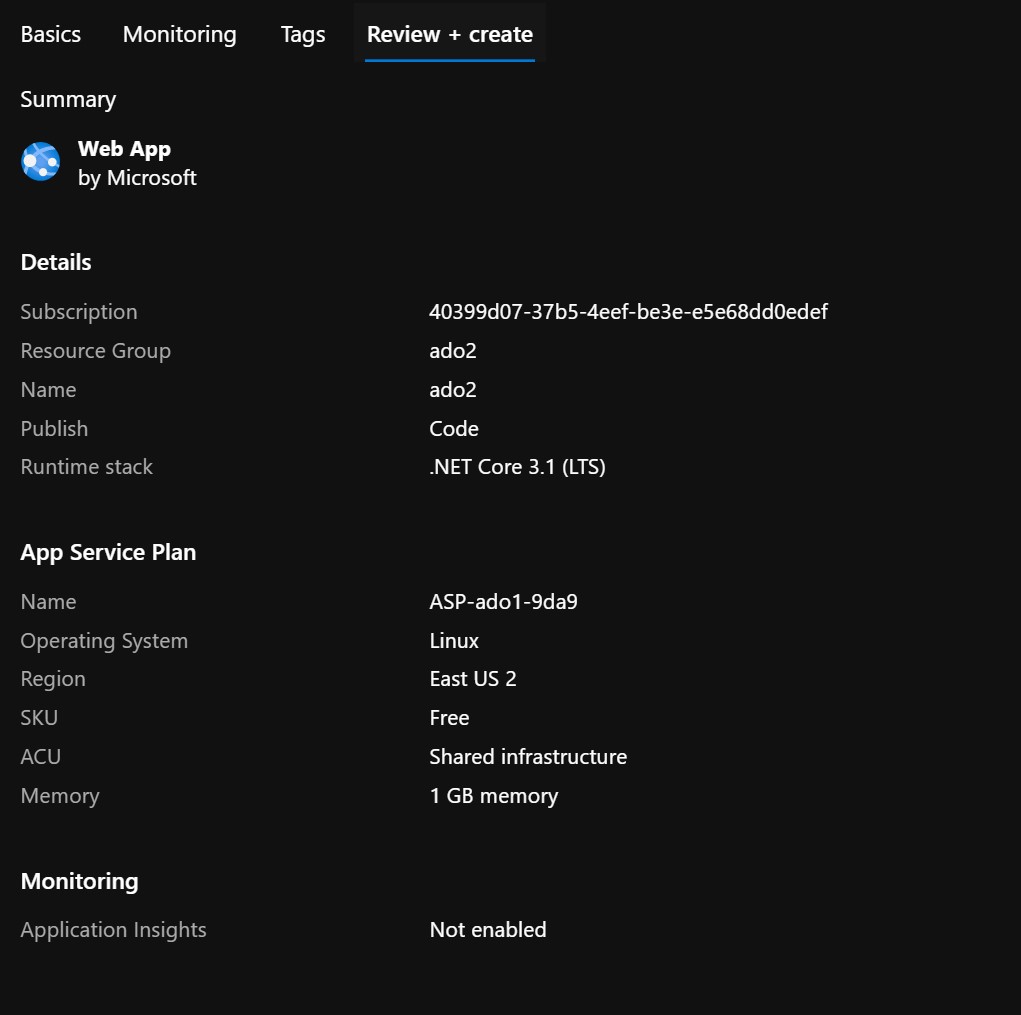 Basics Monitoring Tags Review + create
Summary
Web App
by Microsoft
Details
Subscription 40399d07-37b5-4eef-be3e-e5e68dd0edef
Resource Group ado2
Name ado2
Publish Code
Runtime stack .NET Core 3.1 (LTS)
App Service Plan
Name ASP-ado1-9da9
Operating System Linux
Region East US 2
SKU Free
ACU Shared infrastructure
Memory 1 GB memory
Monitoring
Application Insights Not enabled